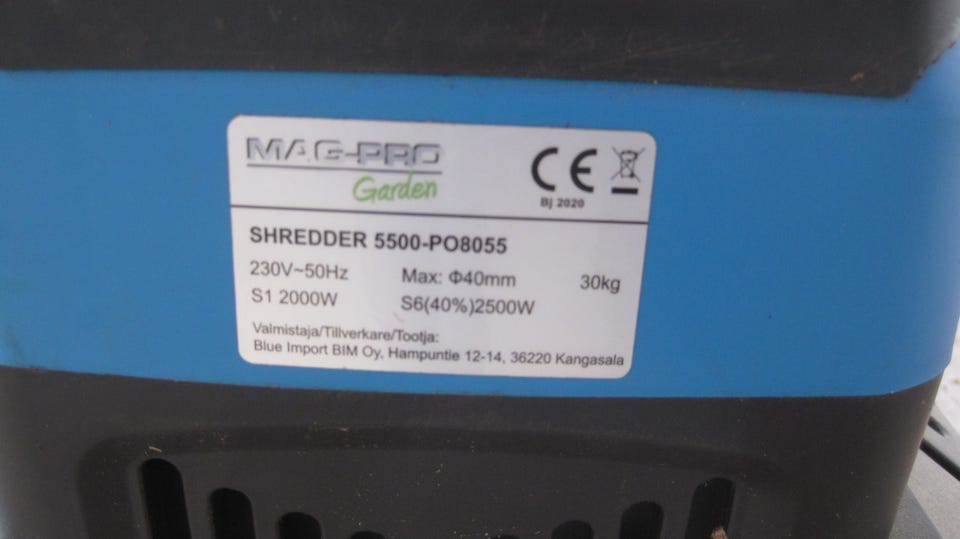 MAG-PRO
Garden
CE
Bj 2020
SHREDDER 5500-PO8055
230V~50Hz Max: Φ40mm 30kg
S1 2000W S6(40%)2500W
Valmistaja/Tillverkare/Tootja:
Blue Import BIM Oy, Hampuntie 12-14, 36220 Kangasala